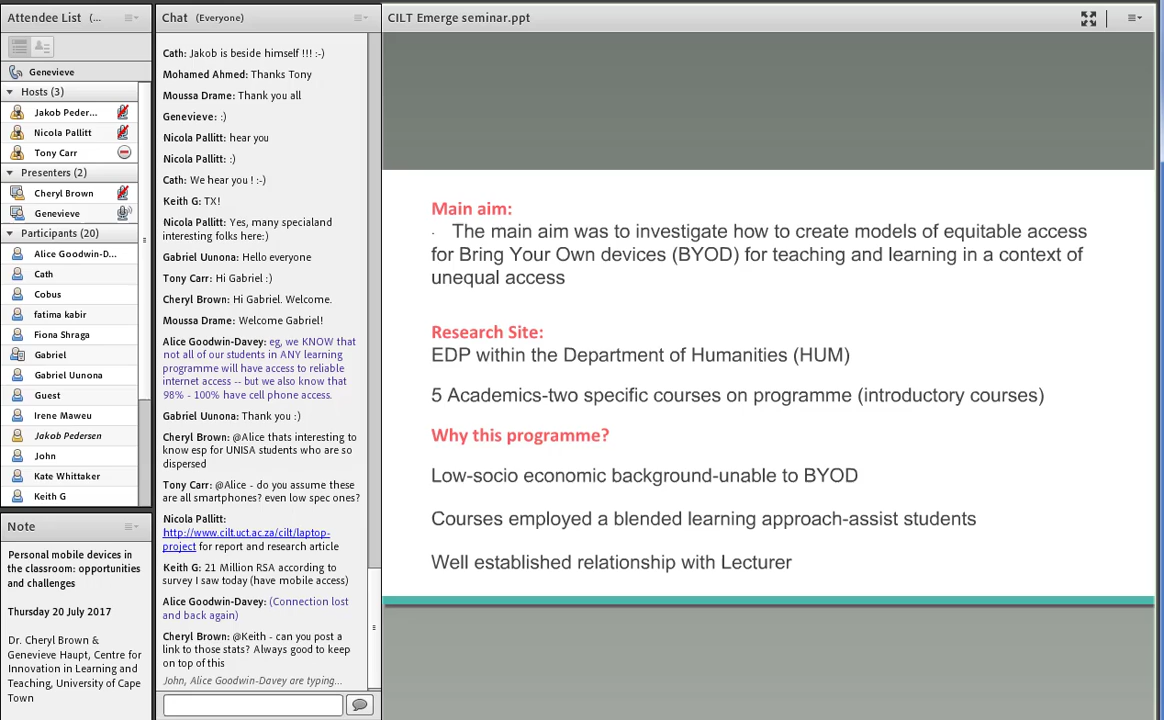 Attendee List (...
Genevieve
Hosts (3)
Jakob Peder...
Nicola Pallitt
Tony Carr
Presenters (2)
Cheryl Brown
Genevieve
Participants (20)
Alice Goodwin-D...
Cath
Cobus
fatima kabir
Fiona Shraga
Gabriel
Gabriel Uunona
Guest
Irene Maweu
Jakob Pedersen
John
Kate Whittaker
Keith G
Note
Personal mobile devices in
the classroom: opportunities
and challenges
Thursday 20 July 2017
Dr. Cheryl Brown &
Genevieve Haupt, Centre for
Innovation in Learning and
Teaching, University of Cape
Town
Chat (Everyone)
Cath: Jakob is beside himself !!! :-)
Mohamed Ahmed: Thanks Tony
Moussa Drame: Thank you all
Genevieve: :)
Nicola Pallitt: hear you
Nicola Pallitt: :)
Cath: We hear you ! :-)
Keith G: TX!
Nicola Pallitt: Yes, many specialand
interesting folks here:)
Gabriel Uunona: Hello everyone
Tony Carr: Hi Gabriel :)
Cheryl Brown: Hi Gabriel. Welcome.
Moussa Drame: Welcome Gabriel!
Alice Goodwin-Davey: eg, we KNOW that
not all of our students in ANY learning
programme will have access to reliable
internet access -- but we also know that
98% - 100% have cell phone access.
Gabriel Uunona: Thank you :)
Cheryl Brown: @Alice thats interesting to
know esp for UNISA students who are so
dispersed
Tony Carr: @Alice - do you assume these
are all smartphones? even low spec ones?
Nicola Pallitt:
http://www.cilt.uct.ac.za/cilt/laptop-
project for report and research article
Keith G: 21 Million RSA according to
survey I saw today (have mobile access)
Alice Goodwin-Davey: (Connection lost
and back again)
Cheryl Brown: @Keith - can you post a
link to those stats? Always good to keep
on top of this
John, Alice Goodwin-Davey are typing...
CILT Emerge seminar.ppt
Main aim:
· The main aim was to investigate how to create models of equitable access
for Bring Your Own devices (BYOD) for teaching and learning in a context of
unequal access
Research Site:
EDP within the Department of Humanities (HUM)
5 Academics-two specific courses on programme (introductory courses)
Why this programme?
Low-socio economic background-unable to BYOD
Courses employed a blended learning approach-assist students
Well established relationship with Lecturer